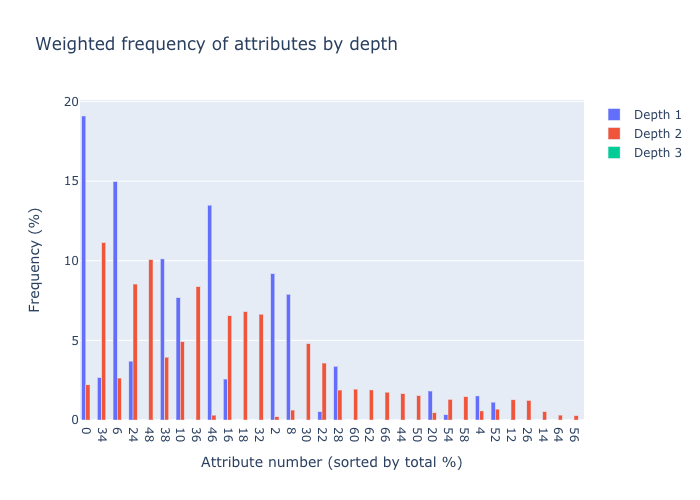 Weighted frequency of attributes by depth
Depth 1
Depth 2
Depth 3
Frequency (%)
20
15
10
5
0
0 34 6 24 48 38 10 36 46 16 18 32 2 8 30 22 28 60 62 66 44 50 20 54 58 4 52 12 26 14 64 56
Attribute number (sorted by total %)